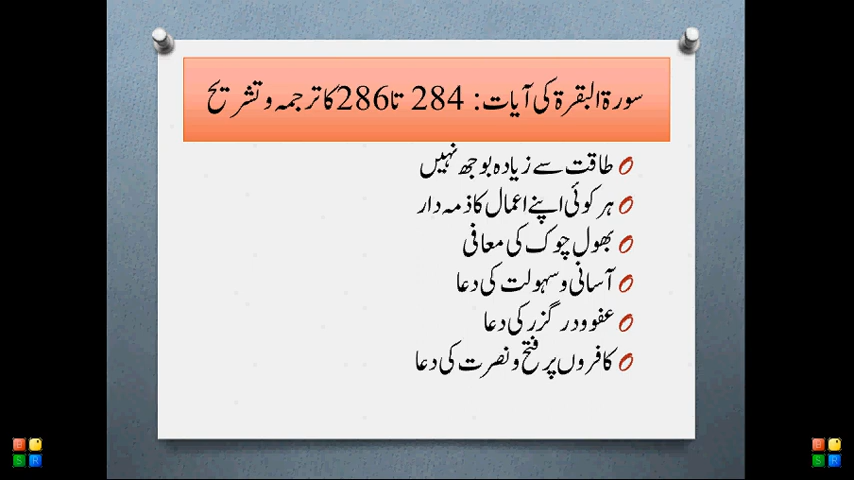 سورۃ البقرۃ کی آیات: 284 تا 286 کا ترجمہ و تشریح
طاقت سے زیادہ بوجھ نہیں
ہر کوئی اپنے اعمال کا ذمہ دار
بھول چوک کی معافی
آسانی و سہولت کی دعا
عفو و درگزر کی دعا
کافروں پر فتح و نصرت کی دعا
B
S R
B
S R